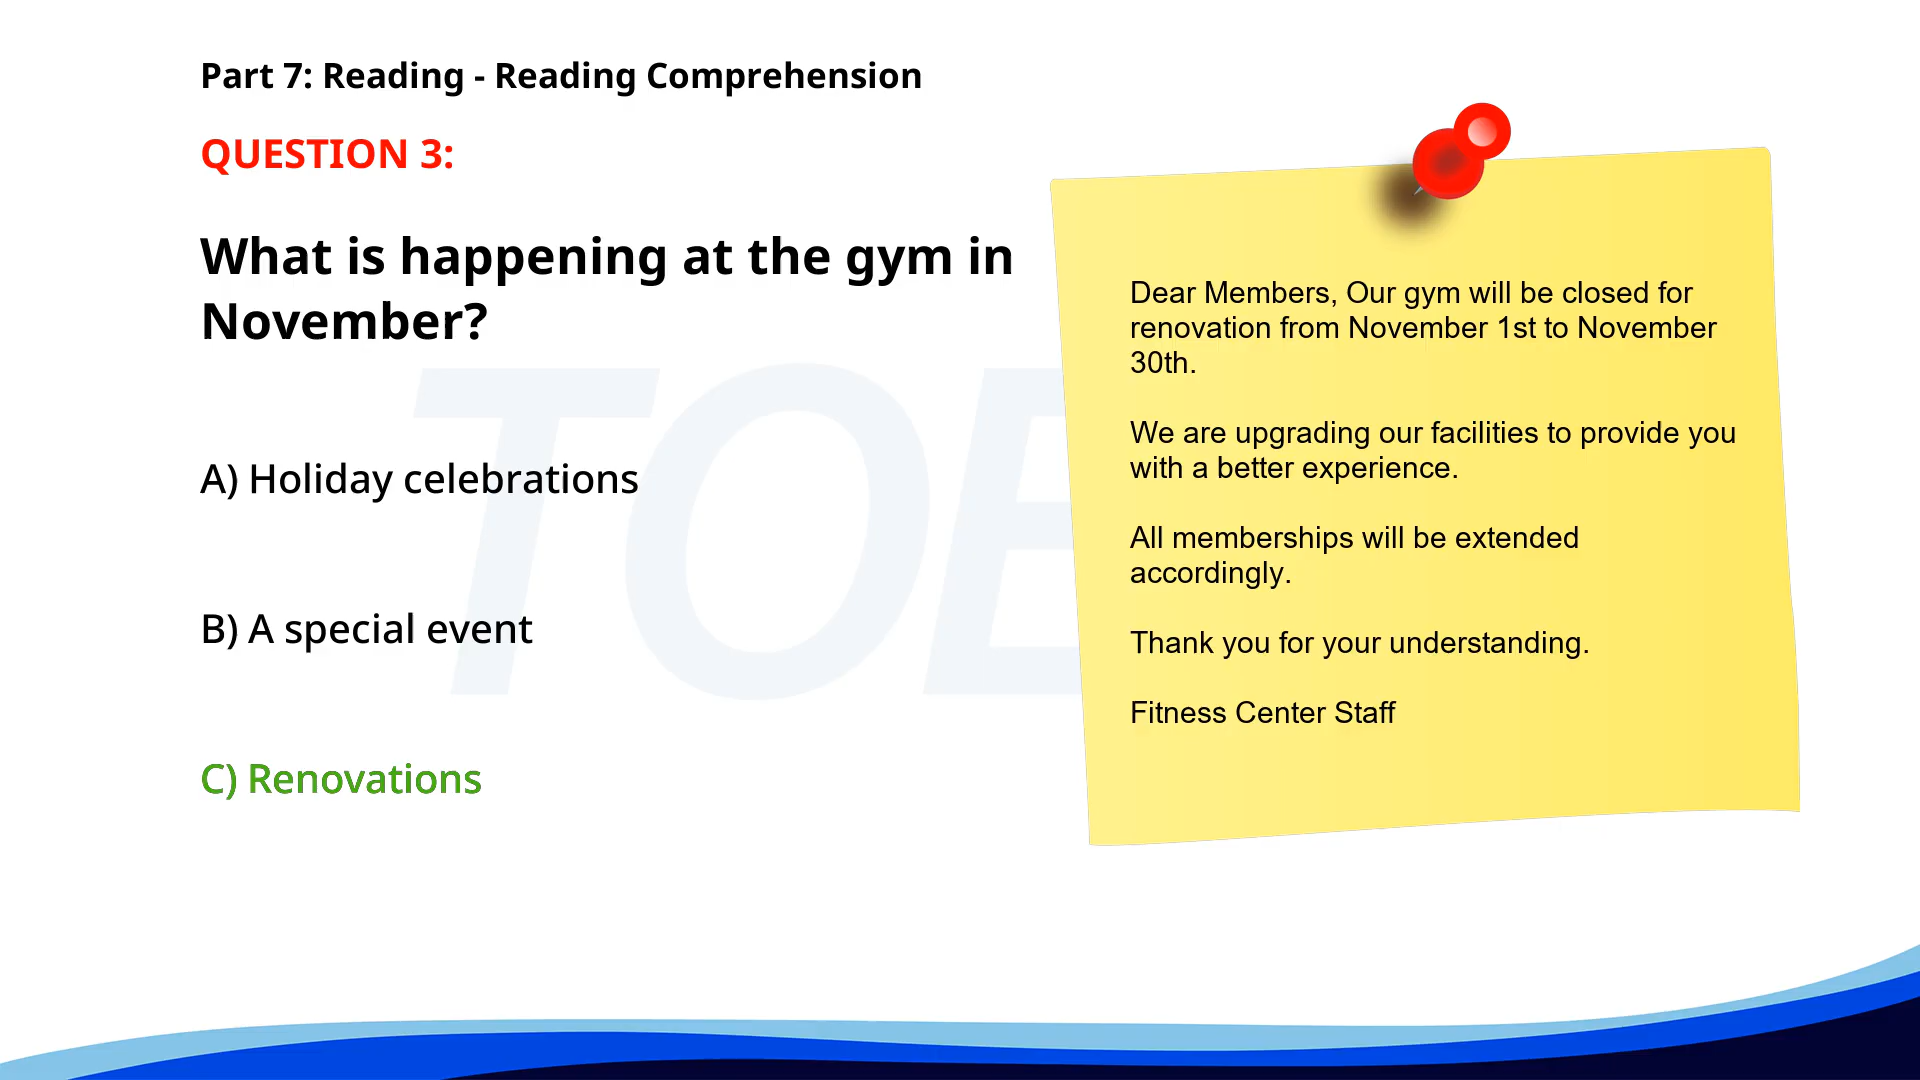 Part 7: Reading - Reading Comprehension
QUESTION 3:
What is happening at the gym in
November?
A) Holiday celebrations
B) A special event
C) Renovations
Dear Members, Our gym will be closed for
renovation from November 1st to November
30th.
We are upgrading our facilities to provide you
with a better experience.
All memberships will be extended
accordingly.
Thank you for your understanding.
Fitness Center Staff